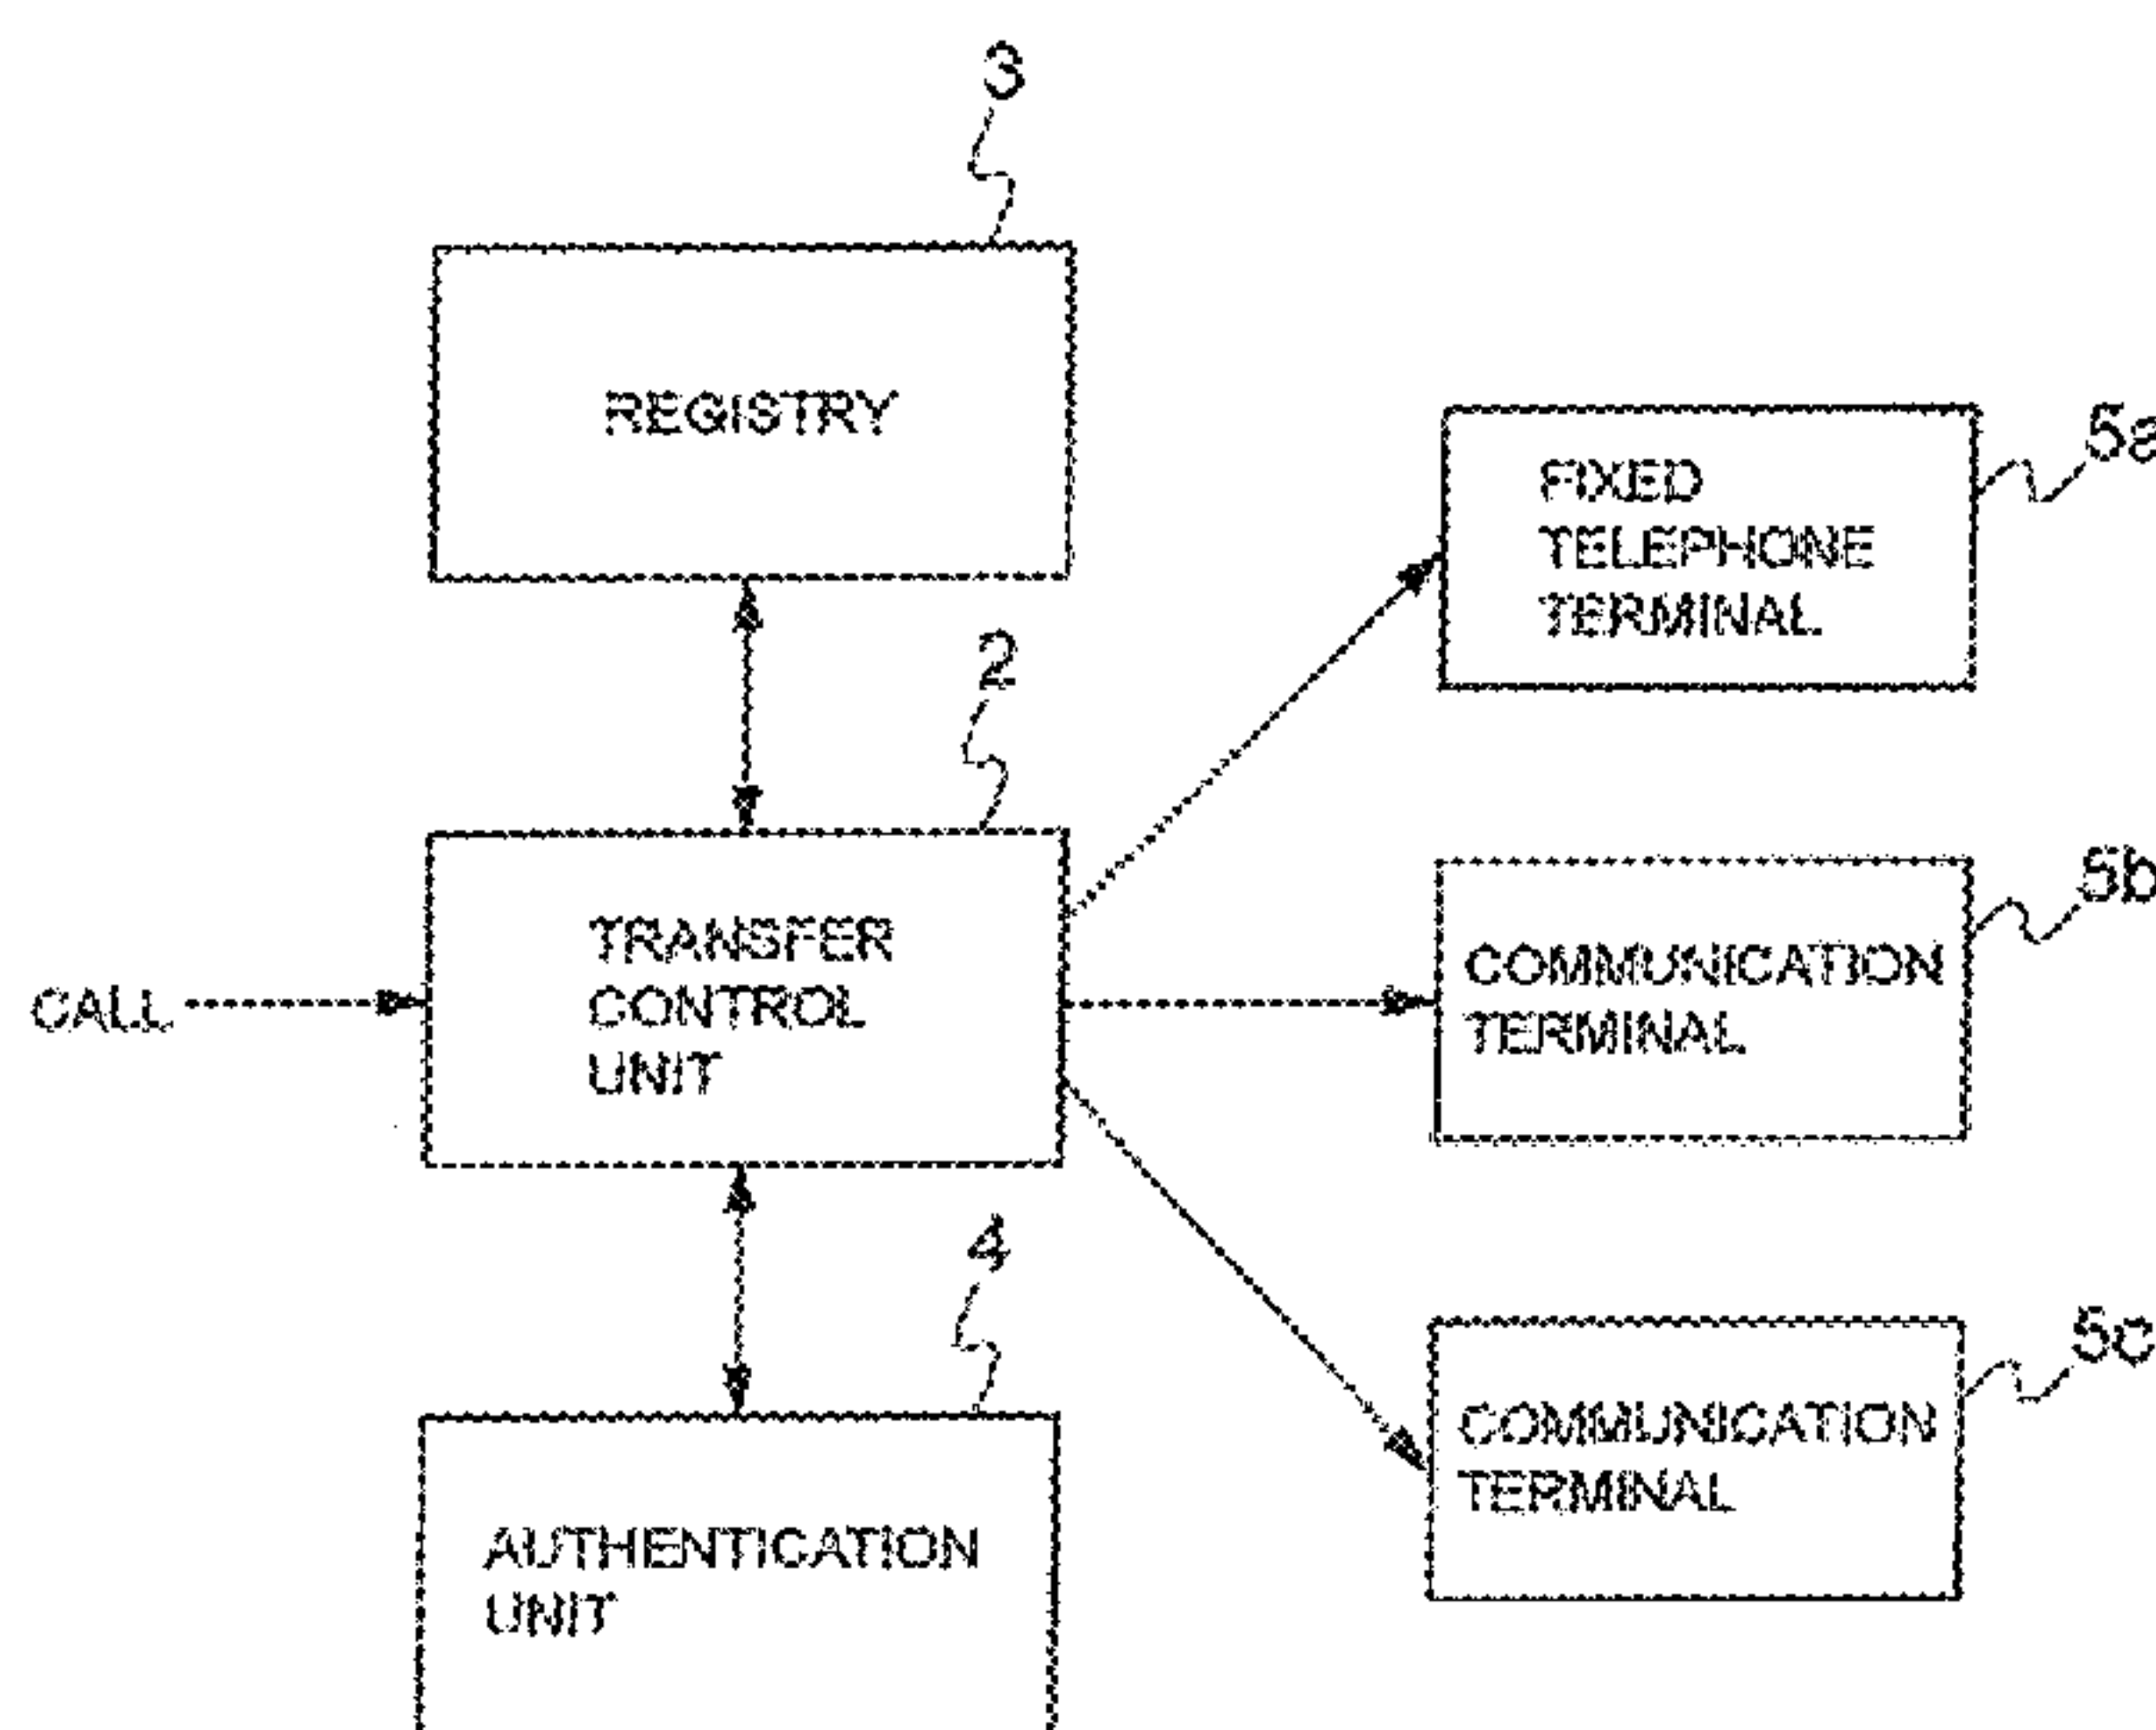 3
REGISTRY
5a
FIXED
TELEPHONE
TERMINAL
2
TRANSFER
CONTROL
UNIT
CALL
5b
COMMUNICATION
TERMINAL
4
5c
COMMUNICATION
TERMINAL
AUTHENTICATION
UNIT